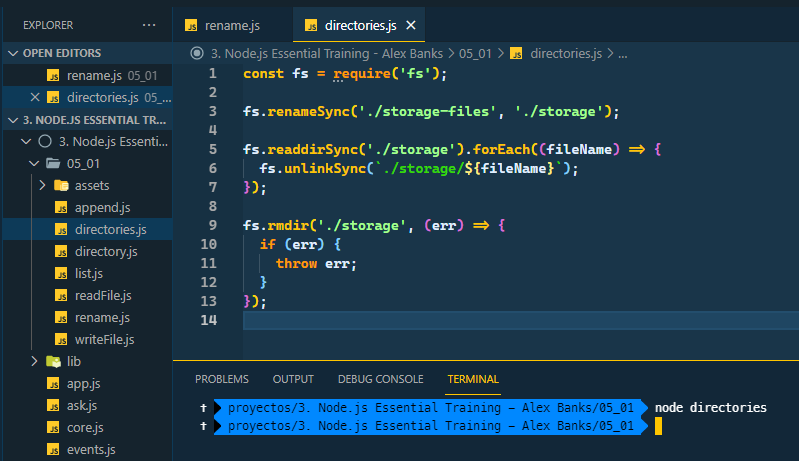 EXPLORER ···
OPEN EDITORS
JS rename.js 05_01
JS directories.js 05_...
3. NODEJS ESSENTIAL TR...
3. Node.js Essenti...
05_01
assets
JS append.js
JS directories.js
JS directory.js
JS list.js
JS readFile.js
JS rename.js
JS writeFile.js
lib
JS app.js
JS ask.js
JS core.js
JS events.js
JS rename.js JS directories.js
3. Node.js Essential Training - Alex Banks > 05_01 > JS directories.js > ...
1 const fs = require('fs');
2
3 fs.renameSync('./storage-files', './storage');
4
5 fs.readdirSync('./storage').forEach((fileName) => {
6 fs.unlinkSync(`./storage/${fileName}`);
7 });
8
9 fs.rmdir('./storage', (err) => {
10 if (err) {
11 throw err;
12 }
13 });
14
PROBLEMS OUTPUT DEBUG CONSOLE TERMINAL
proyectos/3. Node.js Essential Training - Alex Banks/05_01 node directories
proyectos/3. Node.js Essential Training - Alex Banks/05_01